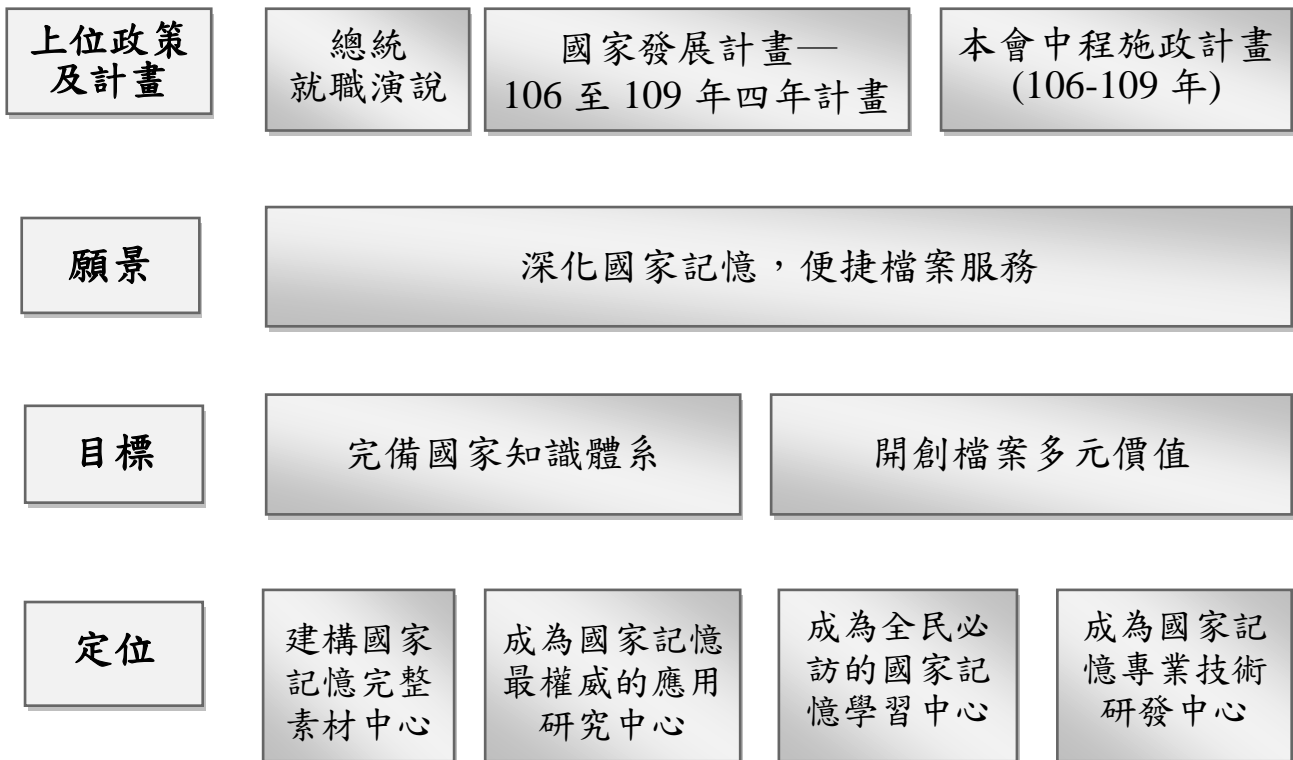 上位政策
及計畫
總統
就職演說
國家發展計畫—
106 至 109 年四年計畫
本會中程施政計畫
(106-109 年)
願景
深化國家記憶，便捷檔案服務
目標
完備國家知識體系
開創檔案多元價值
定位
建構國家
記憶完整
素材中心
成為國家記憶
最權威的應用
研究中心
成為全民必
訪的國家記
憶學習中心
成為國家記
憶專業技術
研發中心